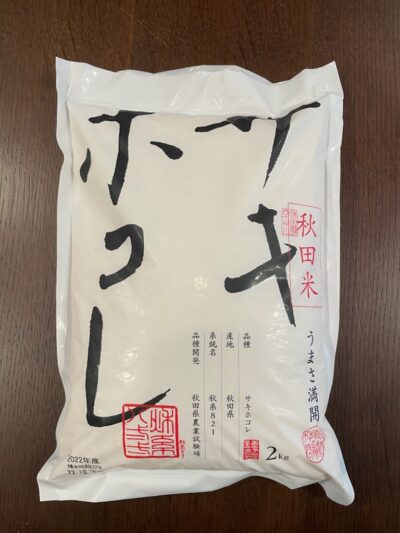 サキ
ホコレ
秋田米
うまさ満開
品種 サキホコレ
産地 秋田県
系統名 秋系821
品種開発 秋田県農業試験場
2kg
2022年産